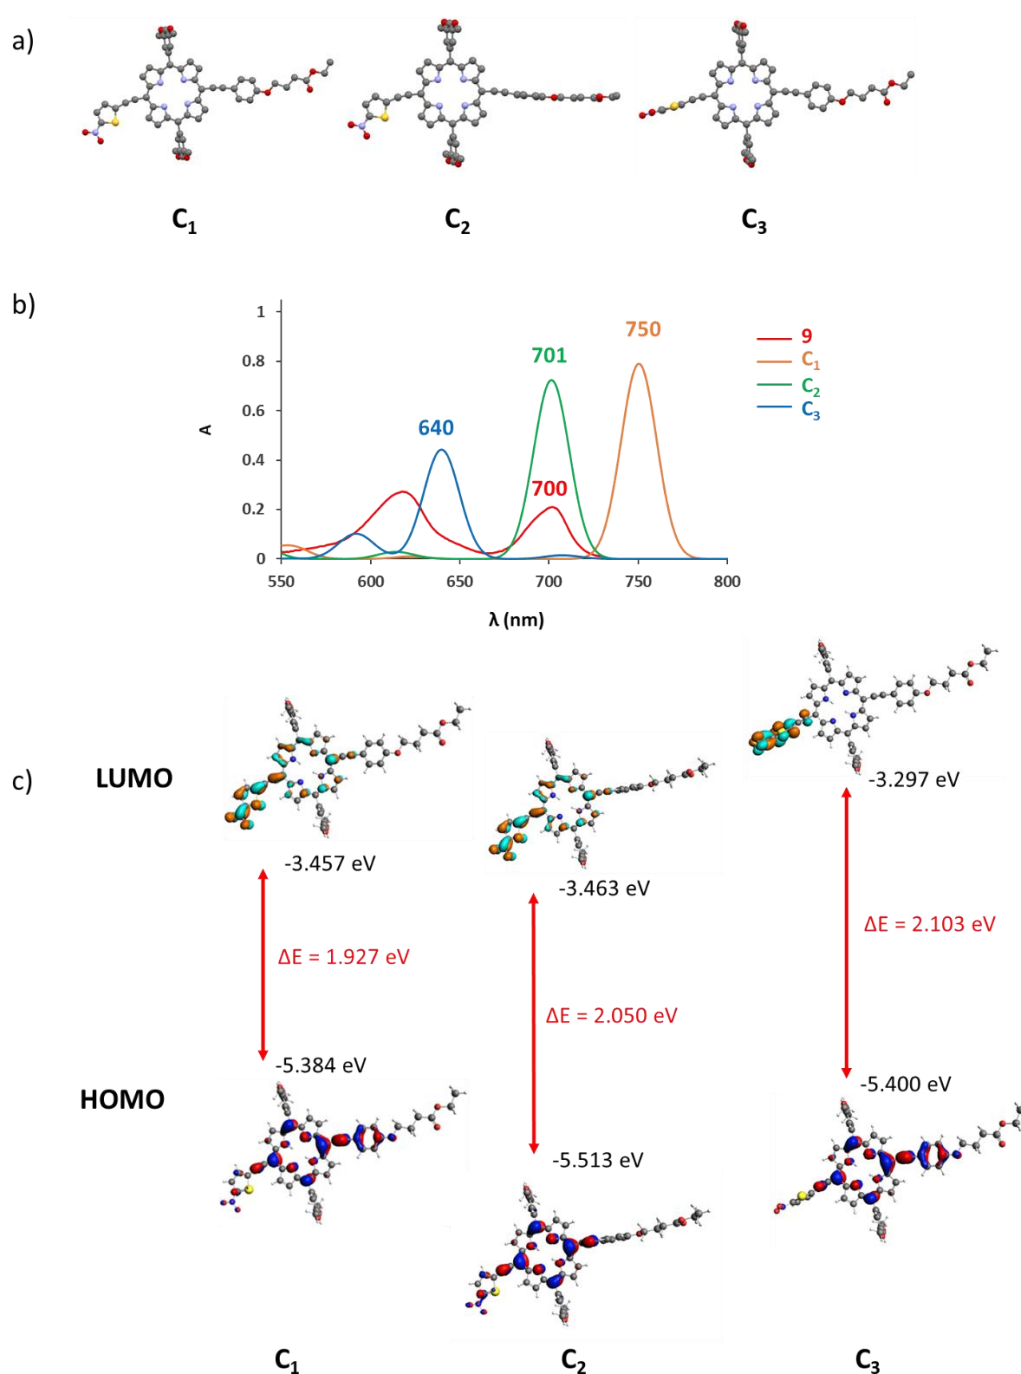 a)
C₁
C₂
C₃
b)
1
0.8
0.6
0.4
0.2
0
A
550
600
650
700
750
800
λ (nm)
640
701
700
750
9
C₁
C₂
C₃
c)
LUMO
-3.457 eV
-3.463 eV
-3.297 eV
ΔE = 1.927 eV
ΔE = 2.050 eV
ΔE = 2.103 eV
HOMO
-5.384 eV
-5.513 eV
-5.400 eV
C₁
C₂
C₃